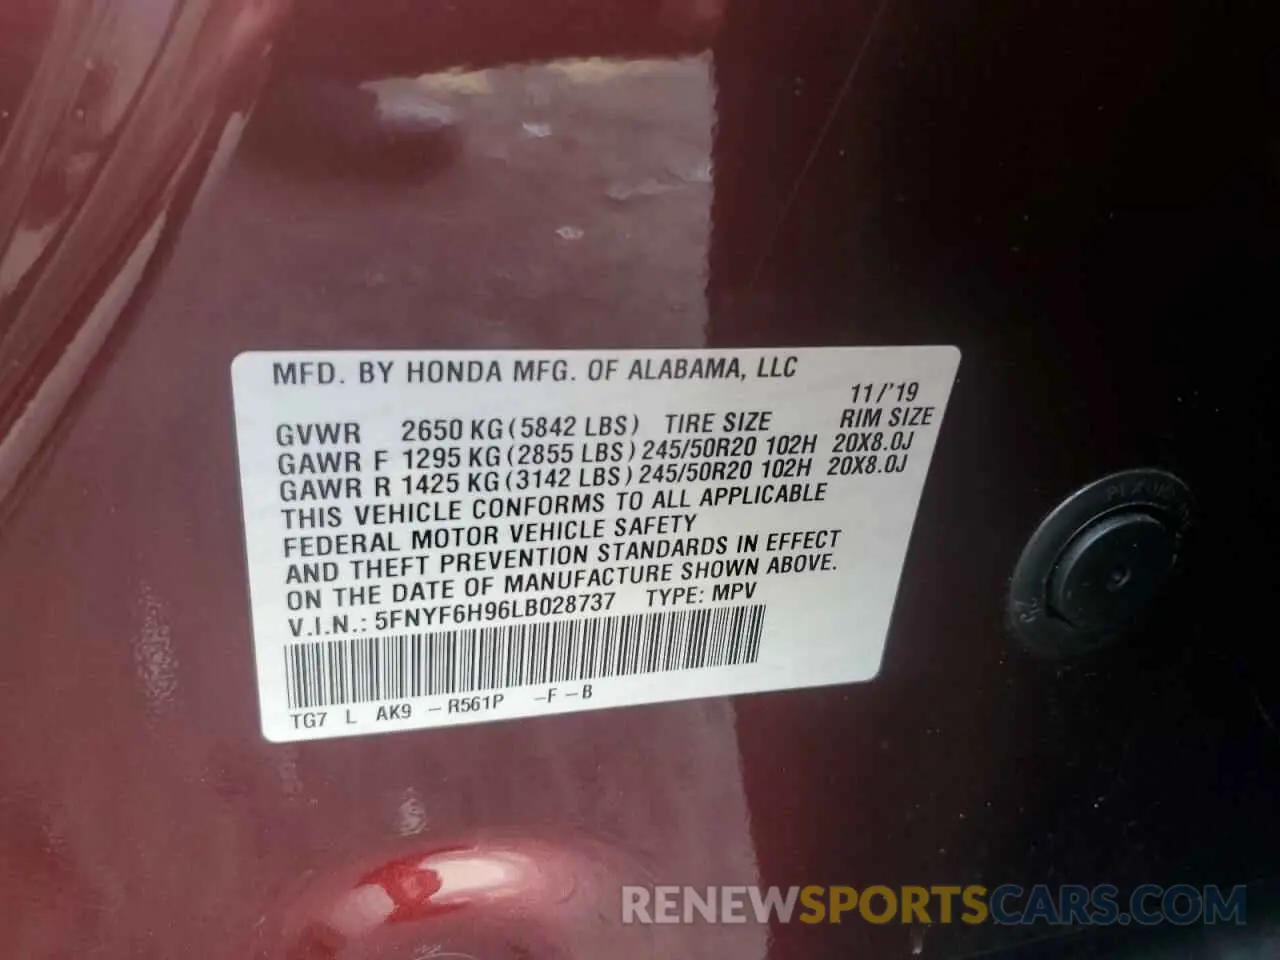 MFD. BY HONDA MFG. OF ALABAMA, LLC
11/'19
GVWR 2650 KG (5842 LBS) TIRE SIZE RIM SIZE
GAWR F 1295 KG (2855 LBS) 245/50R20 102H 20X8.0J
GAWR R 1425 KG (3142 LBS) 245/50R20 102H 20X8.0J
THIS VEHICLE CONFORMS TO ALL APPLICABLE
FEDERAL MOTOR VEHICLE SAFETY
AND THEFT PREVENTION STANDARDS IN EFFECT
ON THE DATE OF MANUFACTURE SHOWN ABOVE.
V.I.N.: 5FNYF6H96LB028737 TYPE: MPV
TG7 L AK9 -R561P -F-B
RENEWSPORTSCARS.COM